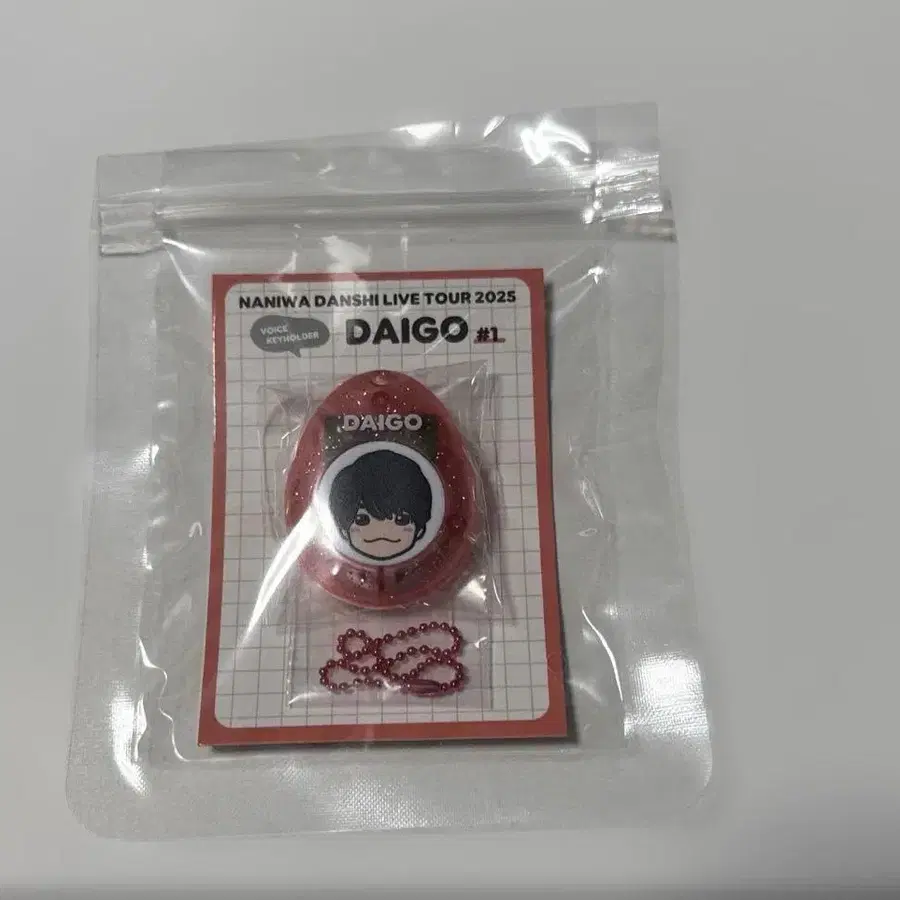 NANIWA DANSHI LIVE TOUR 2025
VOICE
KEYHOLDER
DAIGO #1
DAIGO